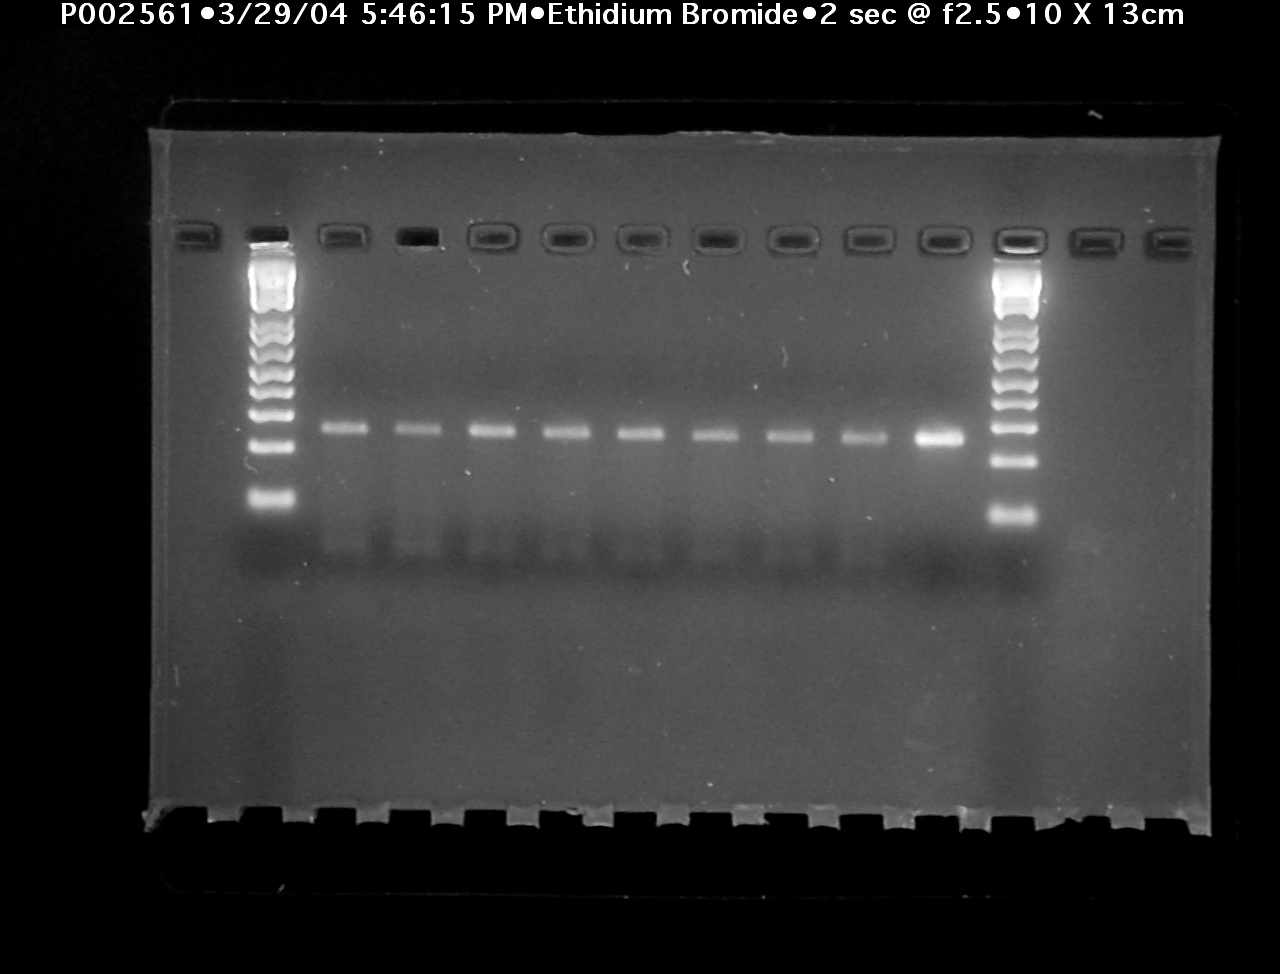 P002561•3/29/04 5:46:15 PM•Ethidium Bromide•2 sec @ f2.5•10 X 13cm